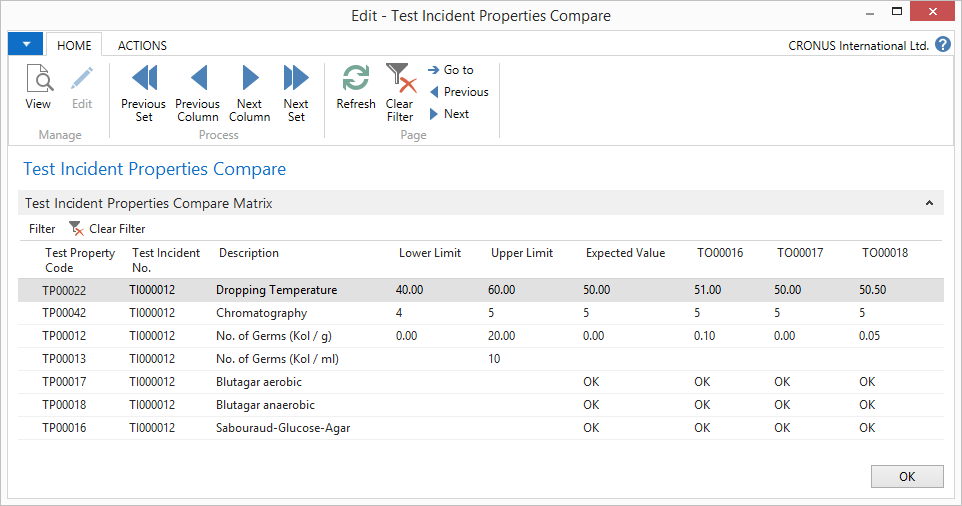 Edit - Test Incident Properties Compare
HOME ACTIONS CRONUS International Ltd. ?
View Edit Previous Set Previous Column Next Column Next Set Refresh Clear Filter Go to Previous Next
Manage Process Page
Test Incident Properties Compare
Test Incident Properties Compare Matrix
Filter Clear Filter
Test Property Code Test Incident No. Description Lower Limit Upper Limit Expected Value TO00016 TO00017 TO00018
TP00022 TI000012 Dropping Temperature 40.00 60.00 50.00 51.00 50.00 50.50
TP00042 TI000012 Chromatography 4 5 5 5 5 5
TP00012 TI000012 No. of Germs (Kol / g) 0.00 20.00 0.00 0.10 0.00 0.05
TP00013 TI000012 No. of Germs (Kol / ml) 10
TP00017 TI000012 Blutagar aerobic OK OK OK OK
TP00018 TI000012 Blutagar anaerobic OK OK OK OK
TP00016 TI000012 Sabouraud-Glucose-Agar OK OK OK OK
OK